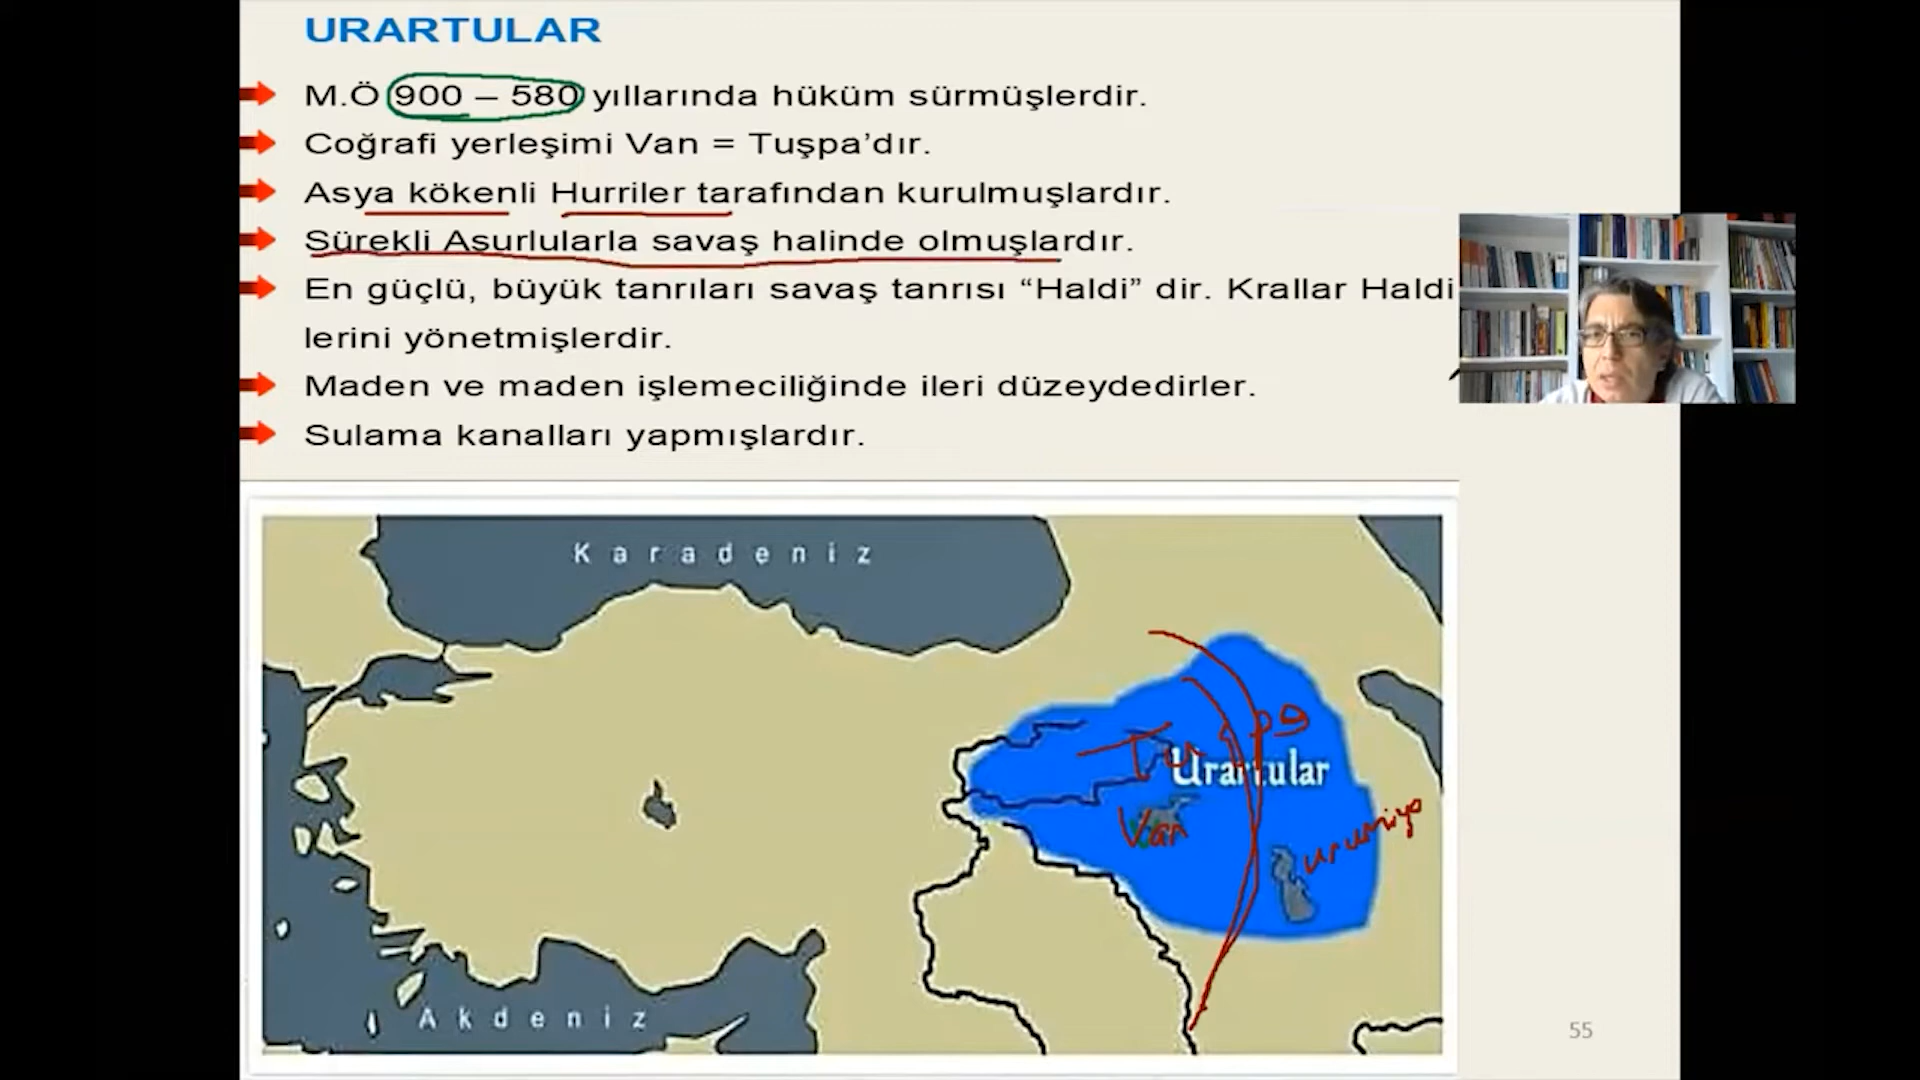 URARTULAR
M.Ö 900 – 580 yıllarında hüküm sürmüşlerdir.
Coğrafi yerleşimi Van = Tuşpa’dır.
Asya kökenli Hurriler tarafından kurulmuşlardır.
Sürekli Asurlularla savaş halinde olmuşlardır.
En güçlü, büyük tanrıları savaş tanrısı “Haldi” dir. Krallar Haldi
lerini yönetmişlerdir.
Maden ve maden işlemeciliğinde ileri düzeydedirler.
Sulama kanalları yapmışlardır.
Karadeniz
Urartular
Van
Akdeniz
55